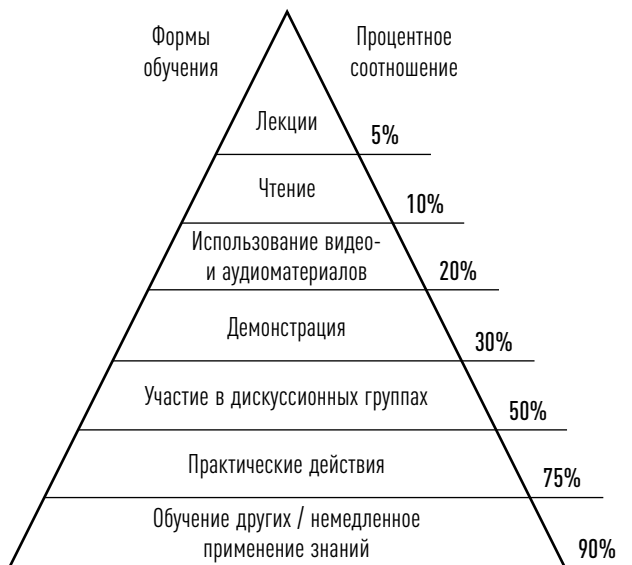 Формы
обучения
Процентное
соотношение
Лекции
5%
Чтение
10%
Использование видео-
и аудиоматериалов
20%
Демонстрация
30%
Участие в дискуссионных группах
50%
Практические действия
75%
Обучение других / немедленное
применение знаний
90%